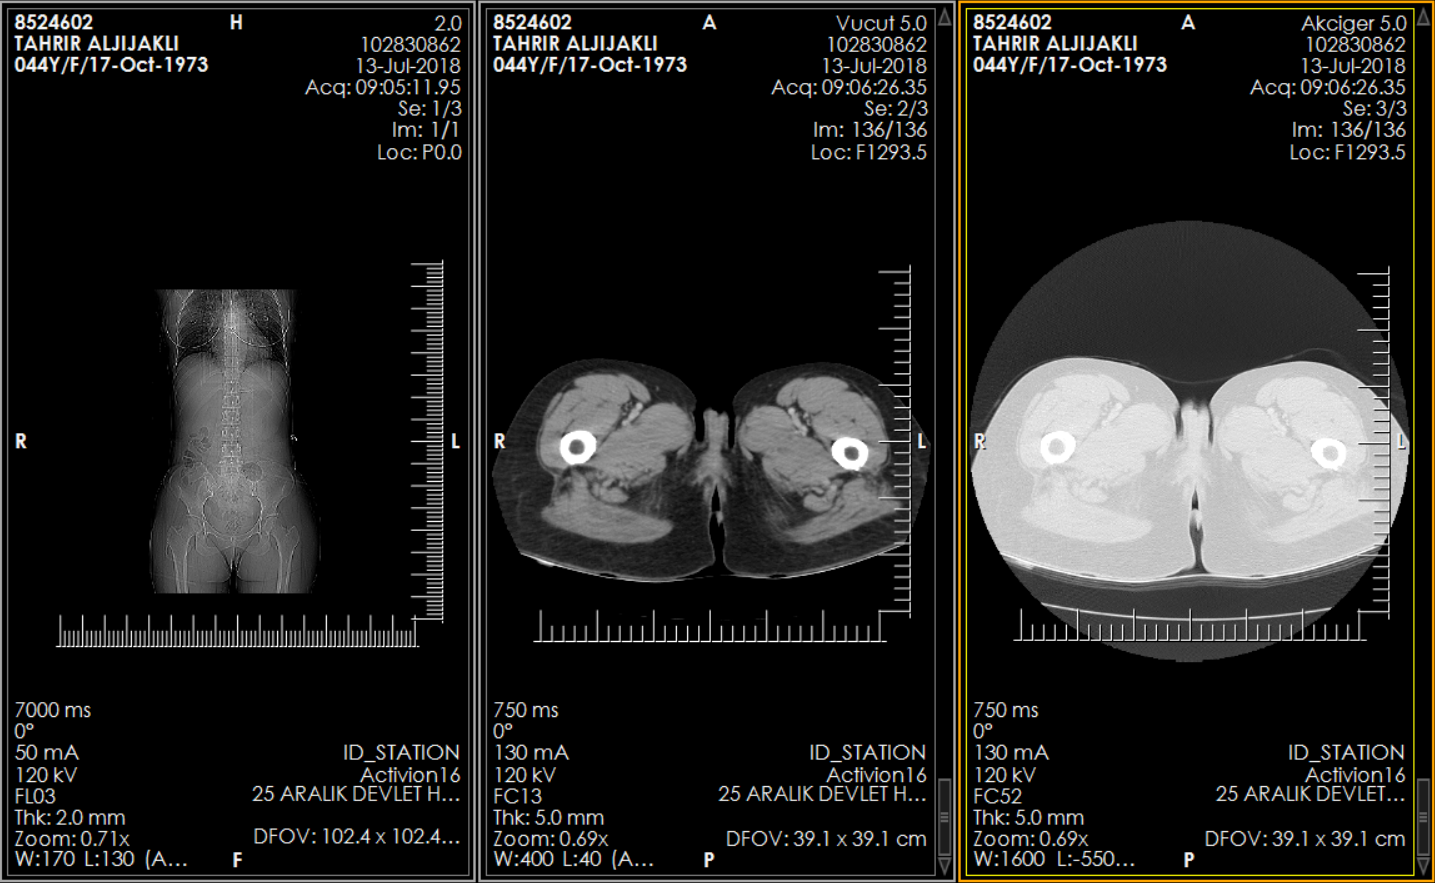 8524602 H 2.0
TAHRIR ALJIJAKLI 102830862
044Y/F/17-Oct-1973 13-Jul-2018
Acq: 09:05:11.95
Se: 1/3
Im: 1/1
Loc: P0.0
R L
7000 ms
0°
50 mA ID_STATION
120 kV Activion16
FL03 25 ARALIK DEVLET H...
Thk: 2.0 mm
Zoom: 0.71x DFOV: 102.4 x 102.4...
W:170 L:130 (A... F
8524602 A Vucut 5.0
TAHRIR ALJIJAKLI 102830862
044Y/F/17-Oct-1973 13-Jul-2018
Acq: 09:06:26.35
Se: 2/3
Im: 136/136
Loc: F1293.5
R L
750 ms
0°
130 mA ID_STATION
120 kV Activion16
FC13 25 ARALIK DEVLET H...
Thk: 5.0 mm
Zoom: 0.69x DFOV: 39.1 x 39.1 cm
W:400 L:40 (A... P
8524602 A Akciger 5.0
TAHRIR ALJIJAKLI 102830862
044Y/F/17-Oct-1973 13-Jul-2018
Acq: 09:06:26.35
Se: 3/3
Im: 136/136
Loc: F1293.5
R L
750 ms
0°
130 mA ID_STATION
120 kV Activion16
FC52 25 ARALIK DEVLET...
Thk: 5.0 mm
Zoom: 0.69x DFOV: 39.1 x 39.1 cm
W:1600 L:-550... P